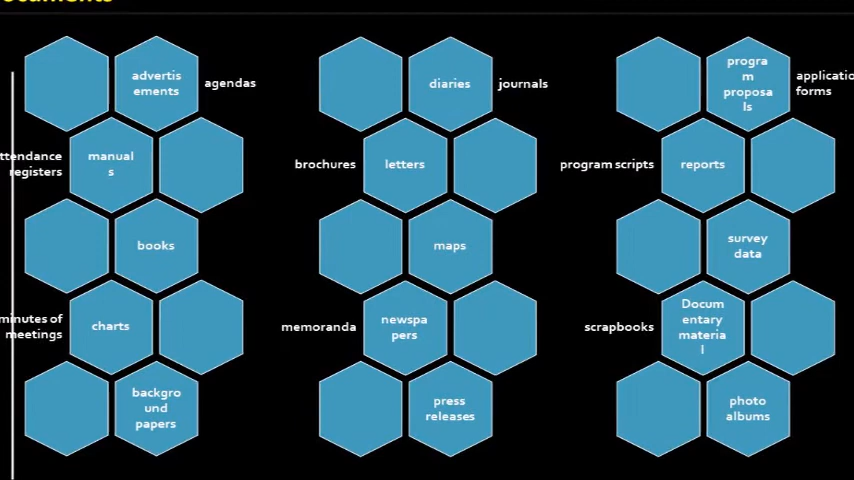 advertis
ements
agendas
ttendance
registers
manual
s
books
minutes of
meetings
charts
backgro
und
papers
diaries
journals
brochures
letters
maps
memoranda
newspa
pers
press
releases
progra
m
proposa
ls
applicatio
forms
program scripts
reports
survey
data
scrapbooks
Docum
entary
materia
l
photo
albums